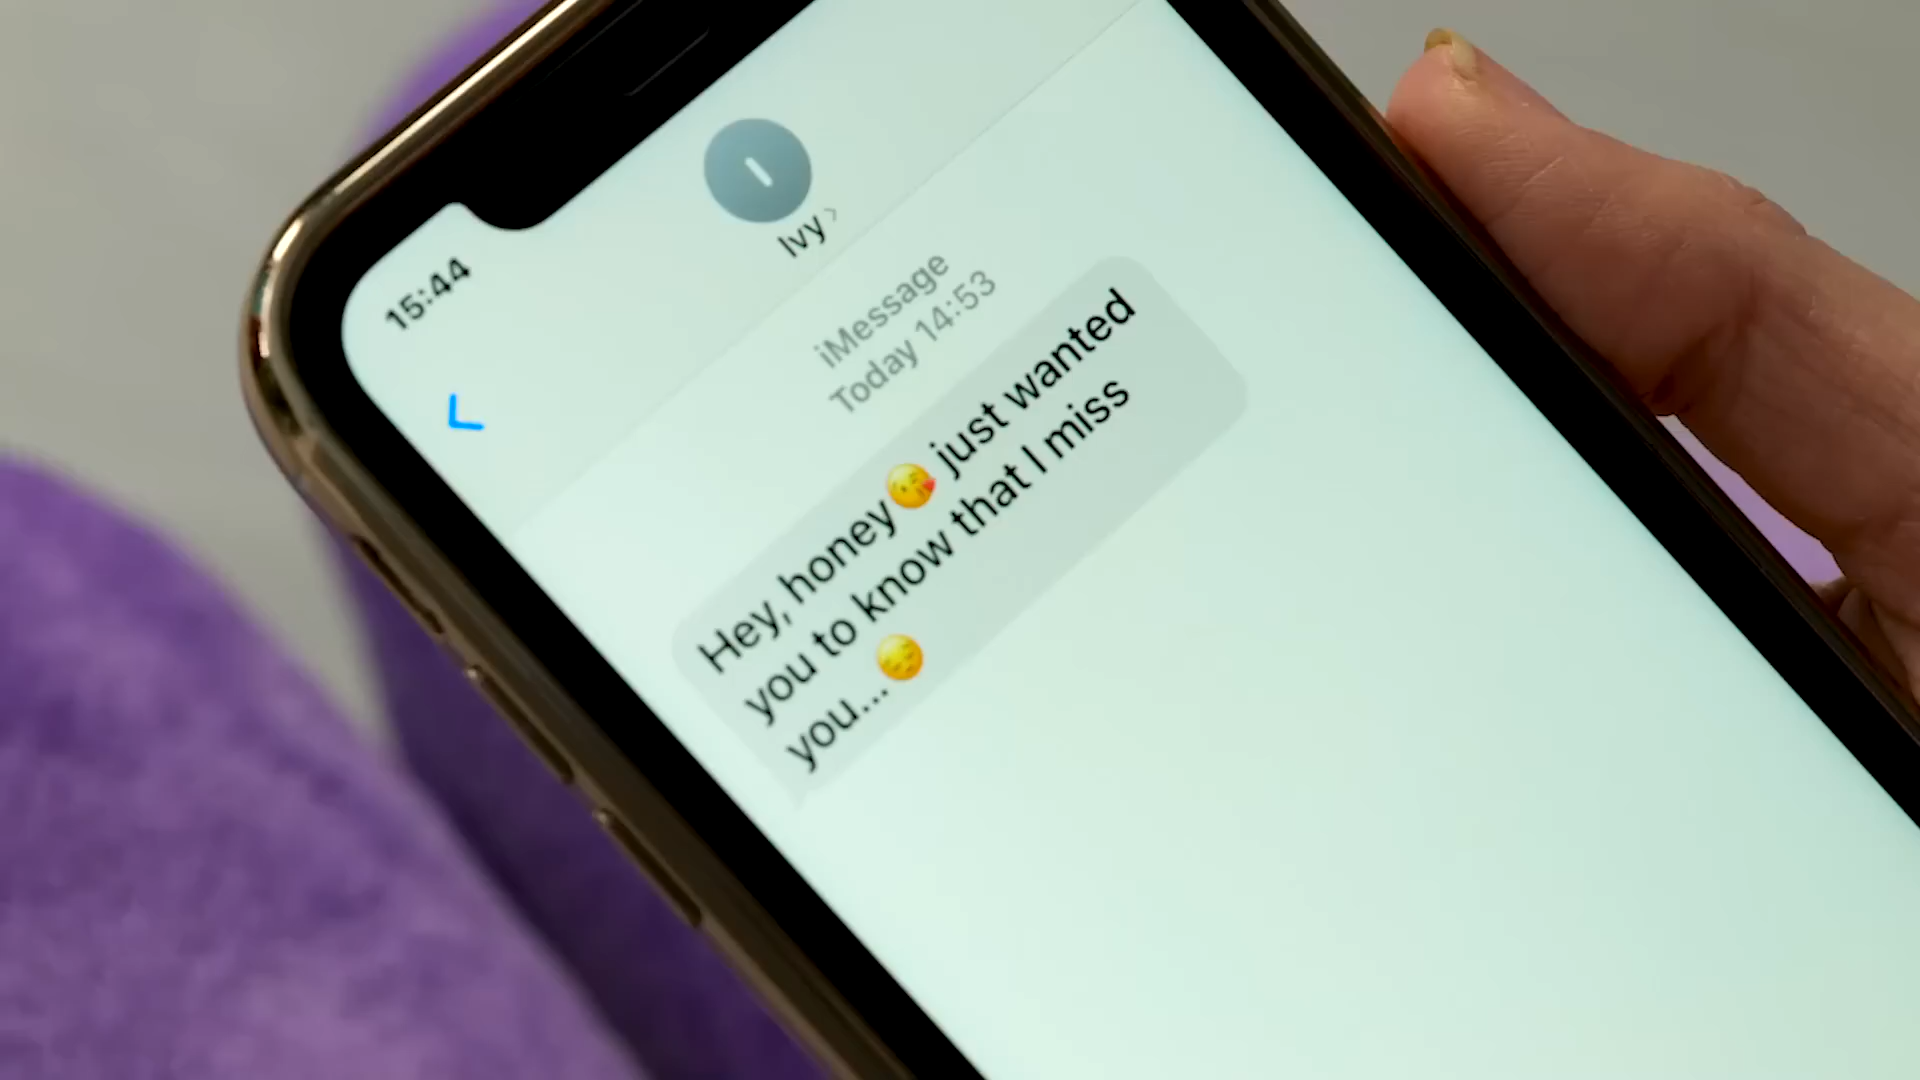 15:44
I
Ivy
iMessage
Today 14:53
Hey, honey😘 just wanted
you to know that I miss
you...😚